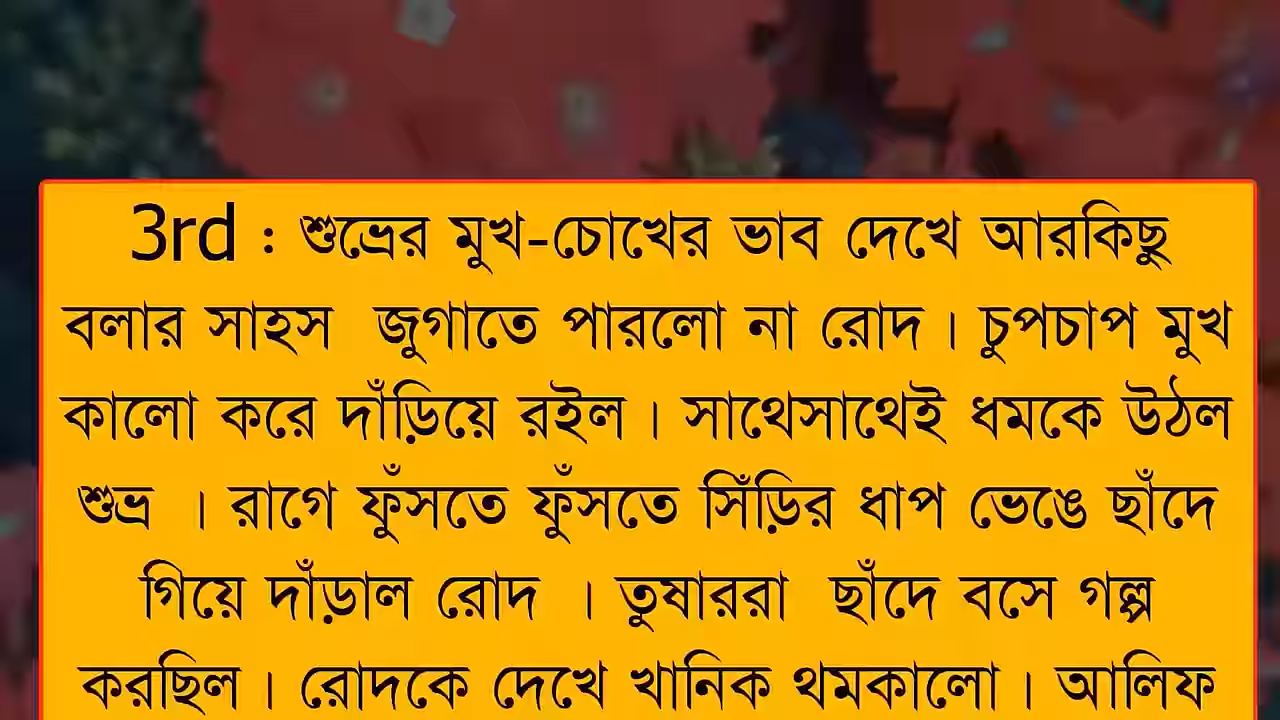 3rd : শুভ্রের মুখ-চোখের ভাব দেখে আরকিছু
বলার সাহস জুগাতে পারলো না রোদ । চুপচাপ মুখ
কালো করে দাঁড়িয়ে রইল । সাথেসাথেই ধমকে উঠল
শুভ্র । রাগে ফুঁসতে ফুঁসতে সিঁড়ির ধাপ ভেঙে ছাঁদে
গিয়ে দাঁড়াল রোদ । তুষাররা ছাঁদে বসে গল্প
করছিল । রোদকে দেখে খানিক থমকালো । আলিফ